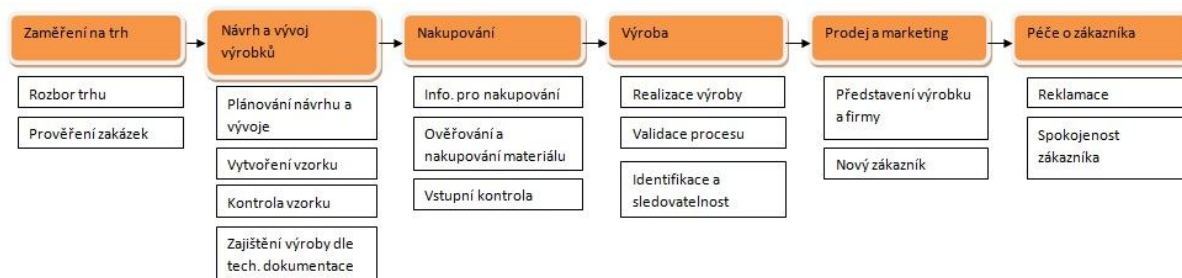 Zaměření na trh
Rozbor trhu
Prověření zakázek
Návrh a vývoj
výrobků
Plánování návrhu a
vývoje
Vytvoření vzorku
Kontrola vzorku
Zajištění výroby dle
tech. dokumentace
Nakupování
Info. pro nakupování
Ověřování a
nakupování materiálu
Vstupní kontrola
Výroba
Realizace výroby
Validace procesu
Identifikace a
sledovatelnost
Prodej a marketing
Představení výrobku
a firmy
Nový zákazník
Péče o zákazníka
Reklamace
Spokojenost
zákazníka